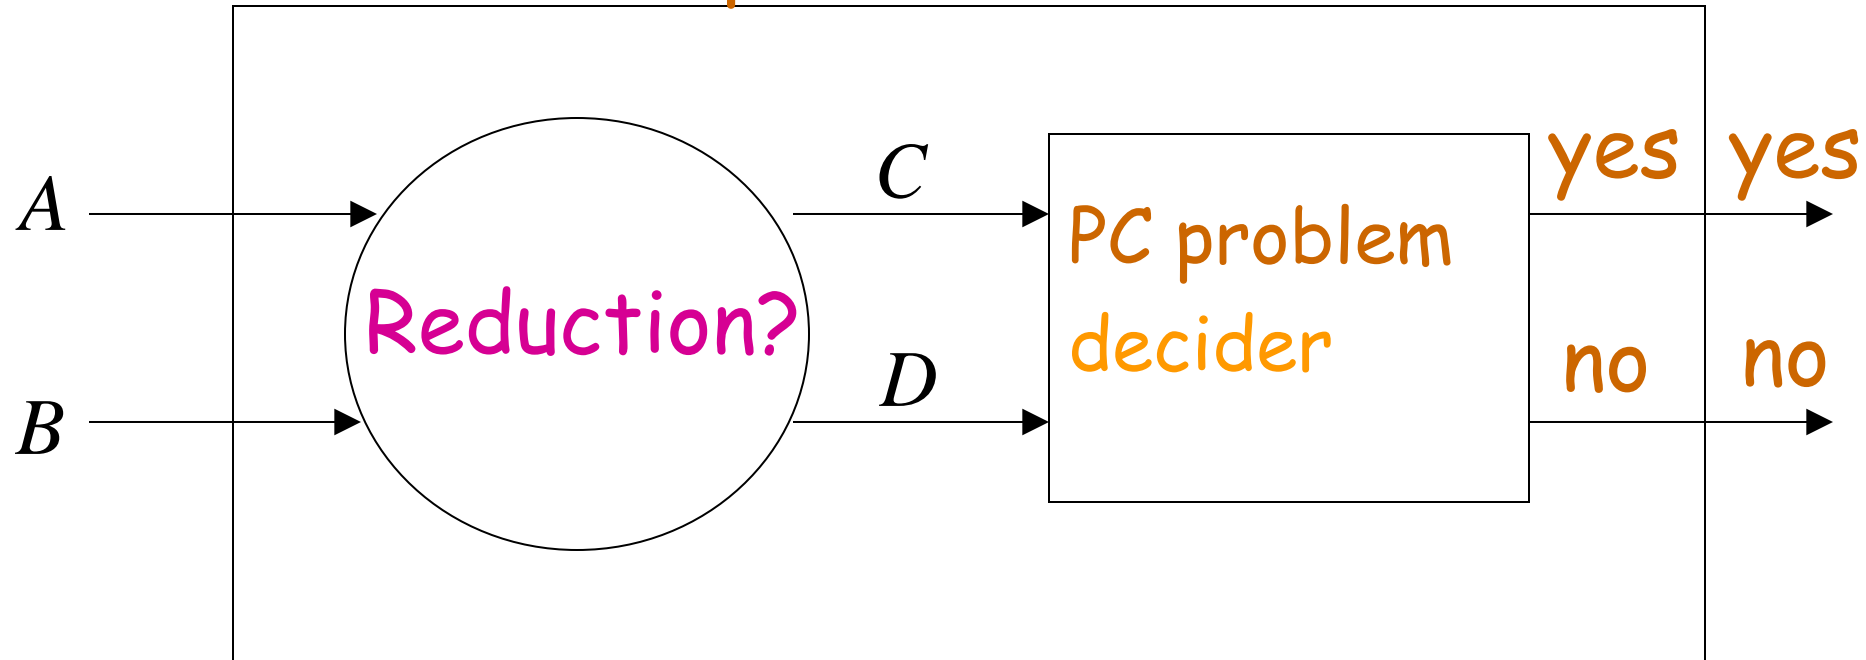 A
B
Reduction?
C
D
PC problem
decider
yes yes
no no